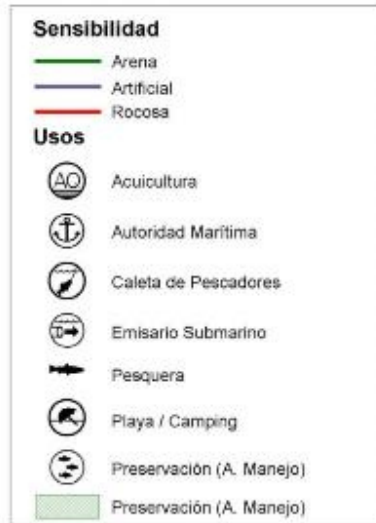 Sensibilidad
Arena
Artificial
Rocosa
Usos
AQ Acuicultura
Autoridad Marítima
Caleta de Pescadores
Emisario Submarino
Pesquera
Playa / Camping
Preservación (A. Manejo)
Preservación (A. Manejo)